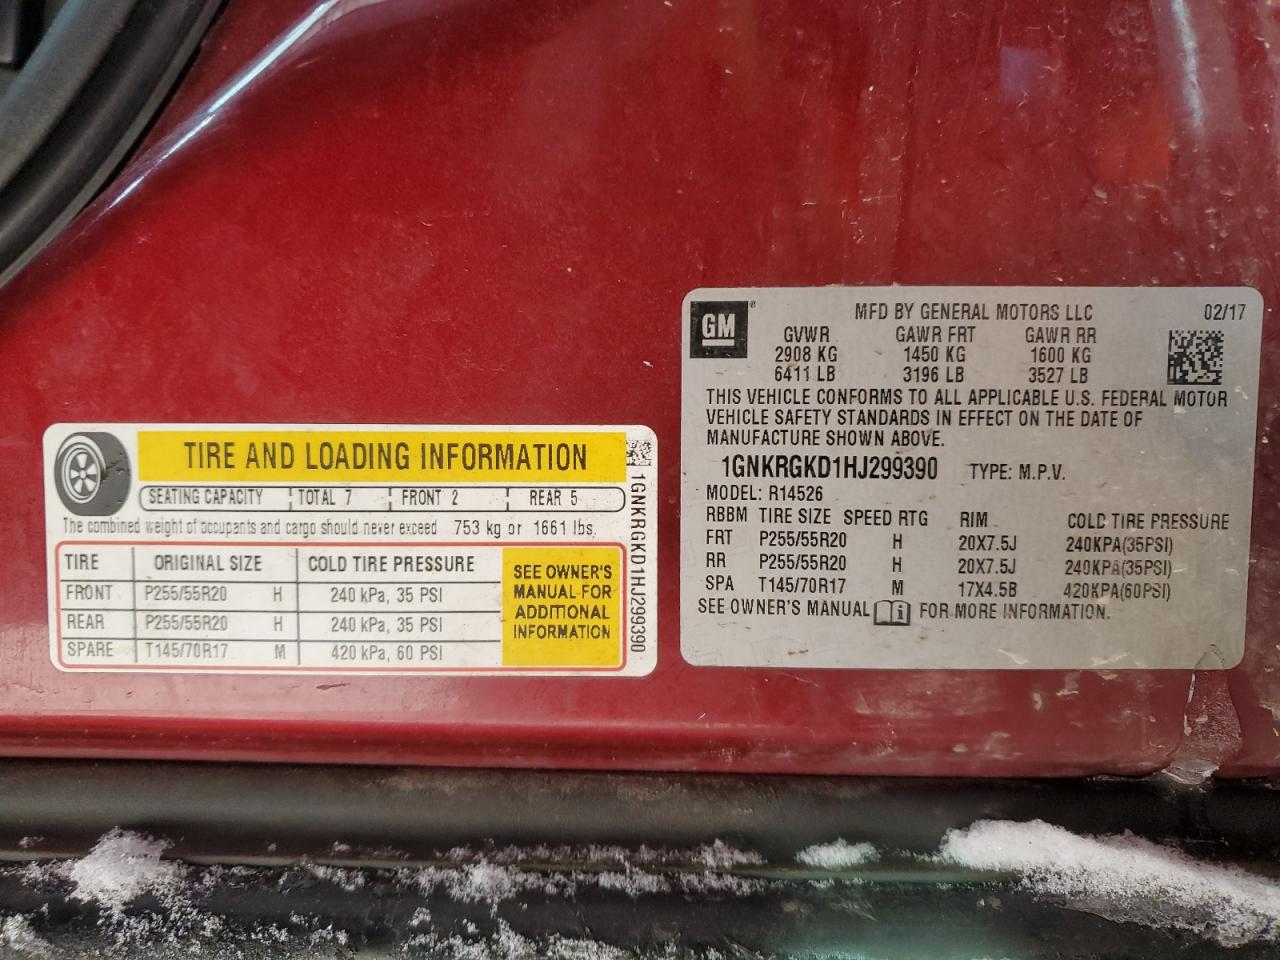 TIRE AND LOADING INFORMATION
SEATING CAPACITY TOTAL 7 FRONT 2 REAR 5
The combined weight of occupants and cargo should never exceed 753 kg or 1661 lbs.
TIRE ORIGINAL SIZE COLD TIRE PRESSURE
FRONT P255/55R20 H 240 kPa, 35 PSI
REAR P255/55R20 H 240 kPa, 35 PSI
SPARE T145/70R17 M 420 kPa, 60 PSI
SEE OWNER'S
MANUAL FOR
ADDITIONAL
INFORMATION
1GNKRGKD1HJ299390
GM
MFD BY GENERAL MOTORS LLC 02/17
GVWR GAWR FRT GAWR RR
2908 KG 1450 KG 1600 KG
6411 LB 3196 LB 3527 LB
THIS VEHICLE CONFORMS TO ALL APPLICABLE U.S. FEDERAL MOTOR
VEHICLE SAFETY STANDARDS IN EFFECT ON THE DATE OF
MANUFACTURE SHOWN ABOVE.
1GNKRGKD1HJ299390 TYPE: M.P.V.
MODEL: R14526
RBBM TIRE SIZE SPEED RTG RIM COLD TIRE PRESSURE
FRT P255/55R20 H 20X7.5J 240KPA(35PSI)
RR P255/55R20 H 20X7.5J 240KPA(35PSI)
SPA T145/70R17 M 17X4.5B 420KPA(60PSI)
SEE OWNER'S MANUAL FOR MORE INFORMATION.